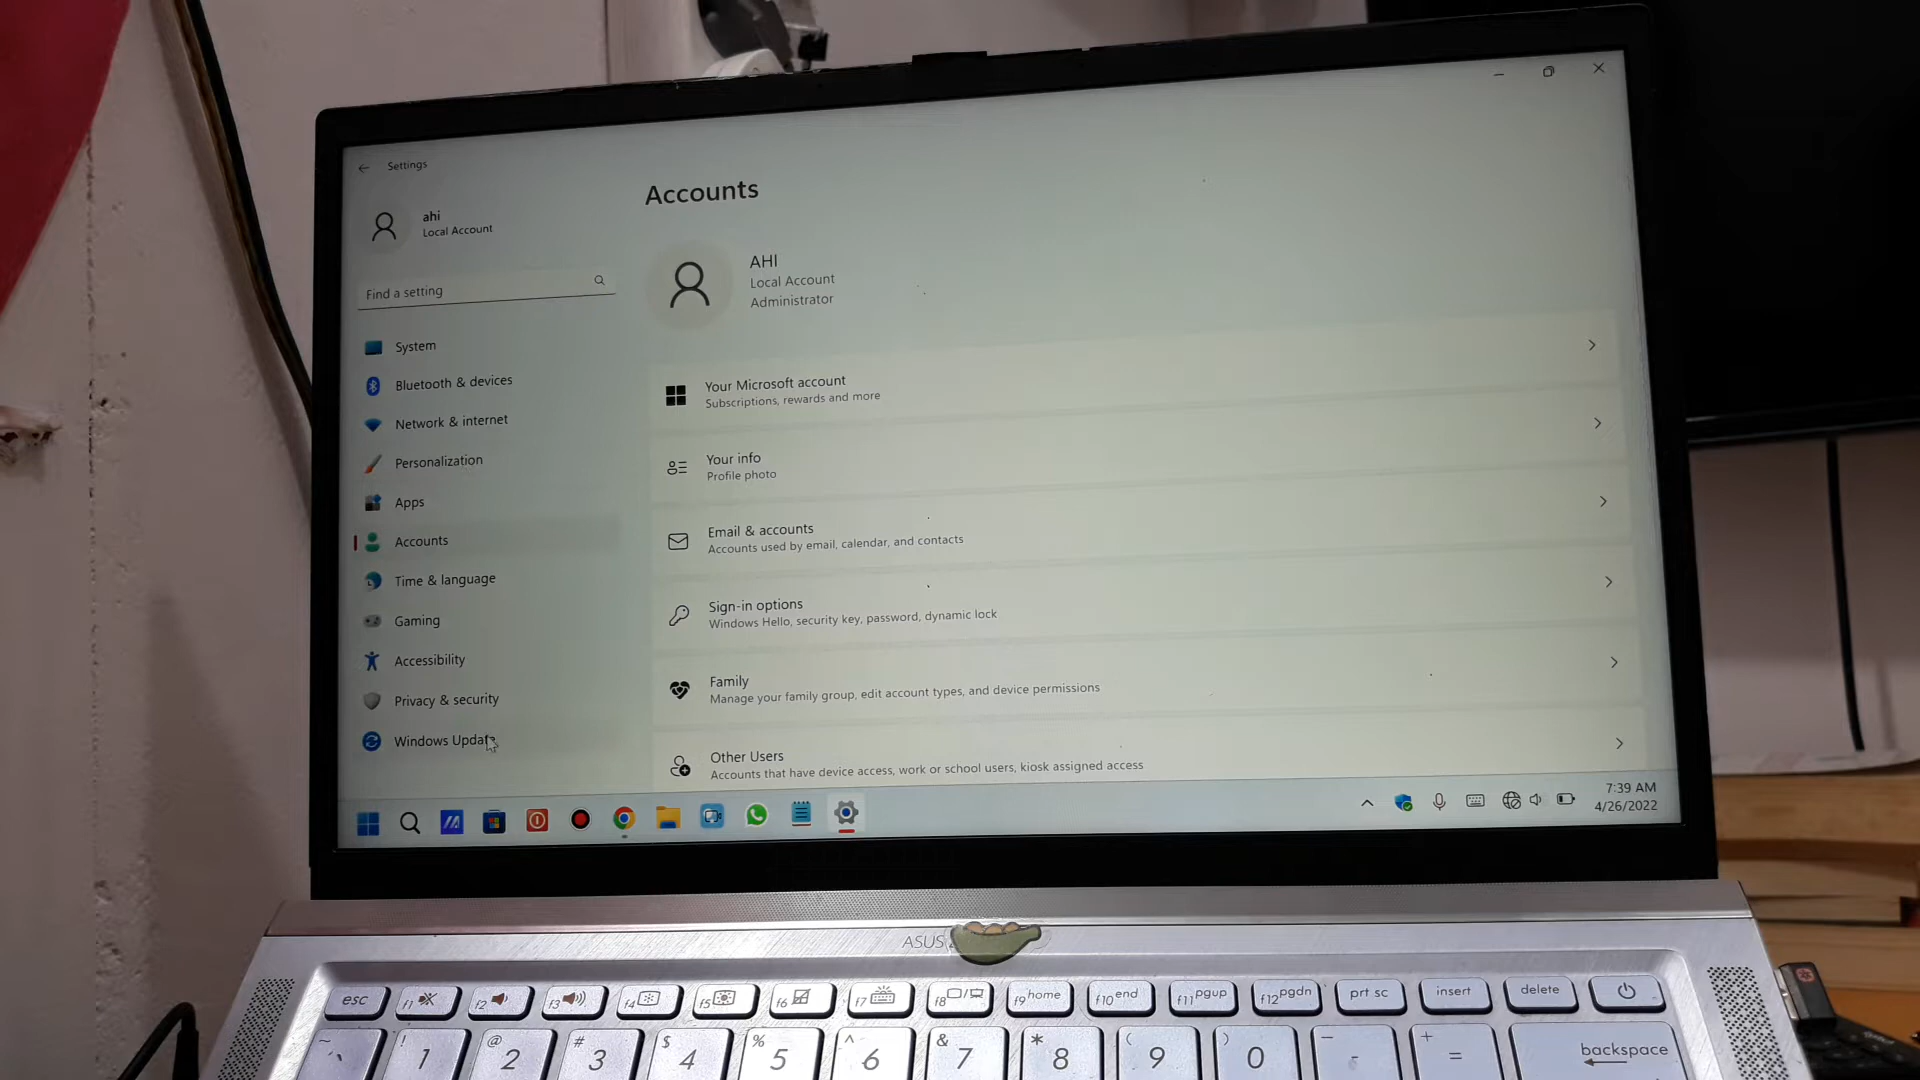 Settings
ahi
Local Account
Find a setting
System
Bluetooth & devices
Network & internet
Personalization
Apps
Accounts
Time & language
Gaming
Accessibility
Privacy & security
Windows Update
Accounts
AHI
Local Account
Administrator
Your Microsoft account
Subscriptions, rewards and more
Your info
Profile photo
Email & accounts
Accounts used by email, calendar, and contacts
Sign-in options
Windows Hello, security key, password, dynamic lock
Family
Manage your family group, edit account types, and device permissions
Other Users
Accounts that have device access, work or school users, kiosk assigned access
7:39 AM
4/26/2022
ASUS
esc f1 f2 f3 f4 f5 f6 f7 f8 f9 home f10 end f11 pgup f12 pgdn prt sc insert delete
~ ! @ # $ % ^ & * ( ) _ +
` 1 2 3 4 5 6 7 8 9 0 - = backspace